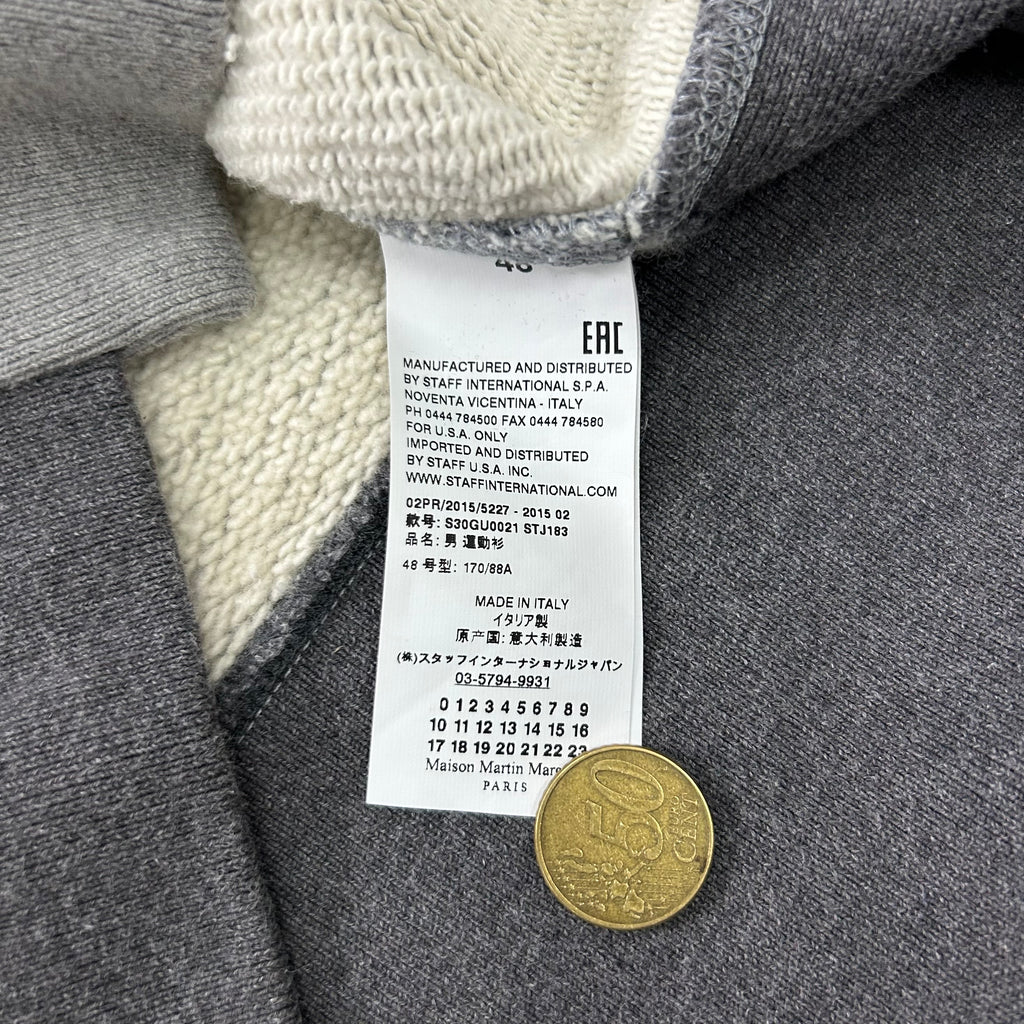 48
EAC
MANUFACTURED AND DISTRIBUTED
BY STAFF INTERNATIONAL S.P.A.
NOVENTA VICENTINA - ITALY
PH 0444 784500 FAX 0444 784580
FOR U.S.A. ONLY
IMPORTED AND DISTRIBUTED
BY STAFF U.S.A. INC.
WWW.STAFFINTERNATIONAL.COM
02PR/2015/5227 - 2015 02
款号: S30GU0021 STJ183
品名: 男 運動衫
48 号型: 170/88A
MADE IN ITALY
イタリア製
原产国: 意大利製造
(株)スタッフインターナショナルジャパン
03-5794-9931
0 1 2 3 4 5 6 7 8 9
10 11 12 13 14 15 16
17 18 19 20 21 22 23
Maison Martin
PARIS
50
EURO
CENT